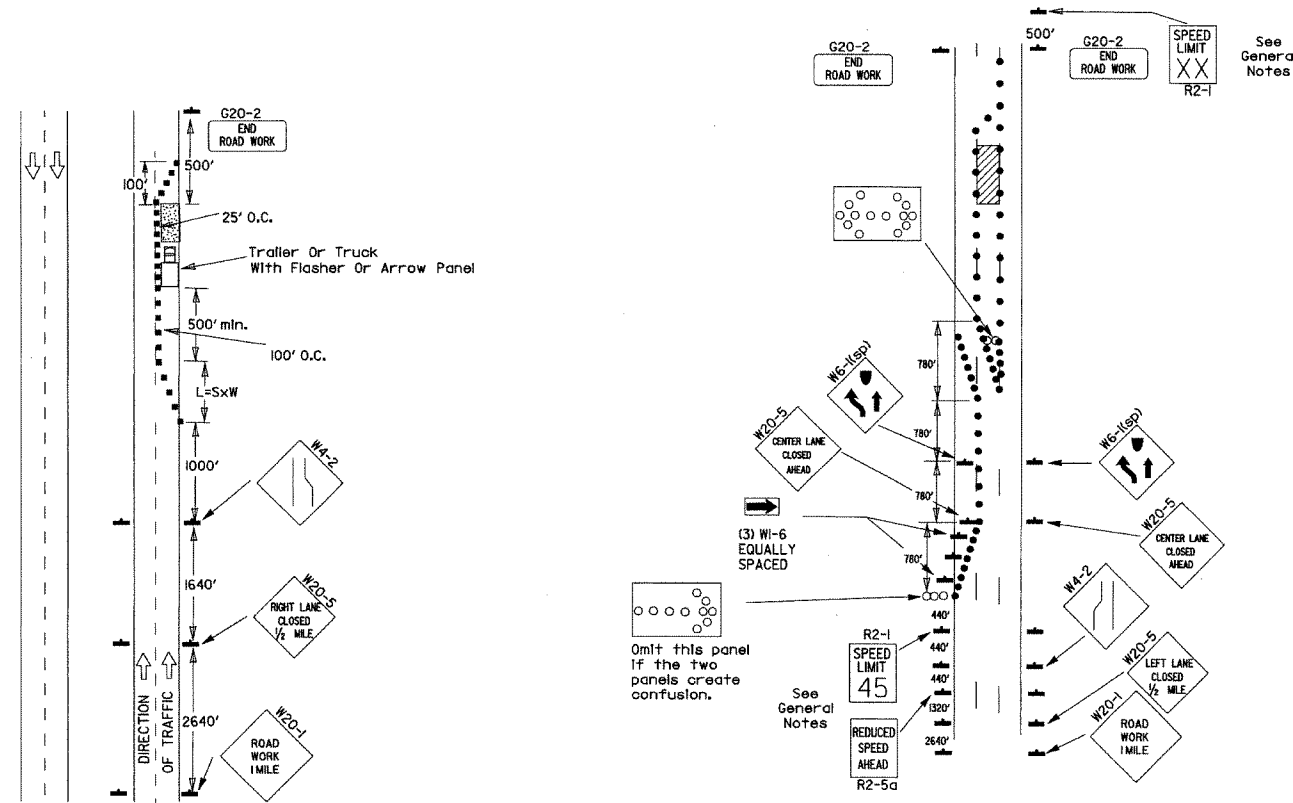 G20-2
END
ROAD WORK
500'
100'
25' O.C.
Trailer Or Truck
With Flasher Or Arrow Panel
500' min.
100' O.C.
L=SxW
1000'
W4-2
1640'
W20-5
RIGHT LANE
CLOSED
1/2 MILE
2640'
DIRECTION
OF TRAFFIC
W20-1
ROAD
WORK
1 MILE
500'
SPEED
LIMIT
XX
R2-1
See
Genera
Notes
G20-2
END
ROAD WORK
G20-2
END
ROAD WORK
780'
W6-1(sp)
780'
W20-5
CENTER LANE
CLOSED
AHEAD
780'
(3) W1-6
EQUALLY
SPACED
780'
W6-1(sp)
W20-5
CENTER LANE
CLOSED
AHEAD
W4-2
Omit this panel
if the two
panels create
confusion.
440'
R2-1
SPEED
LIMIT
45
440'
440'
See
General
Notes
1320'
2640'
REDUCED
SPEED
AHEAD
R2-5a
W20-5
LEFT LANE
CLOSED
1/2 MILE
W20-1
ROAD
WORK
1 MILE